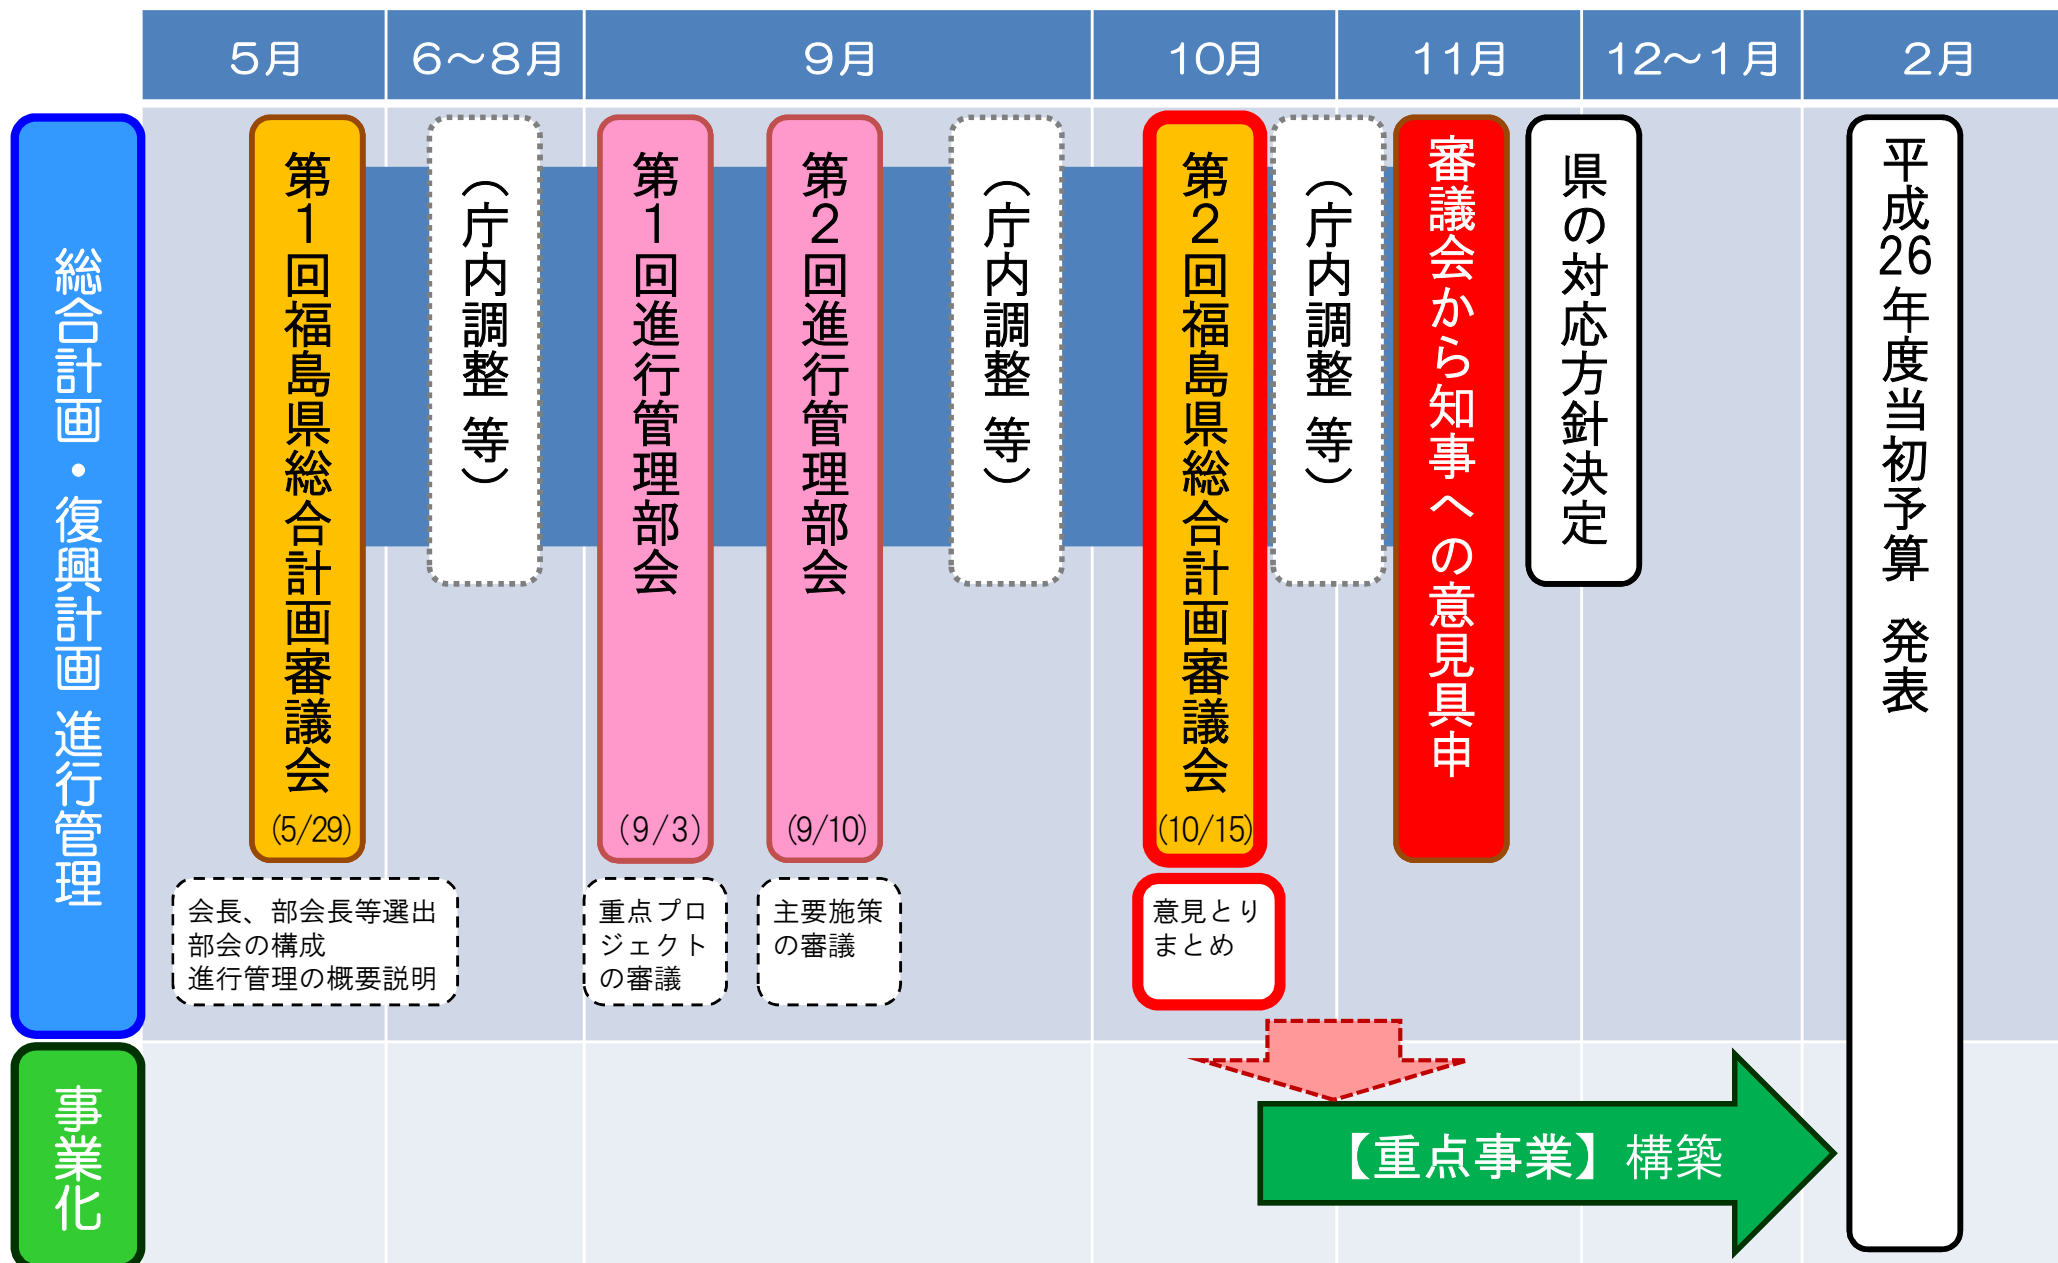 5月
6～8月
9月
10月
11月
12～1月
2月
総合計画・復興計画 進行管理
第1回福島県総合計画審議会
(5/29)
（庁内調整 等）
第1回進行管理部会
(9/3)
第2回進行管理部会
(9/10)
（庁内調整 等）
第2回福島県総合計画審議会
(10/15)
（庁内調整 等）
審議会から知事への意見具申
県の対応方針決定
平成26年度当初予算 発表
会長、部会長等選出
部会の構成
進行管理の概要説明
重点プロ
ジェクト
の審議
主要施策
の審議
意見とり
まとめ
事業化
【重点事業】構築